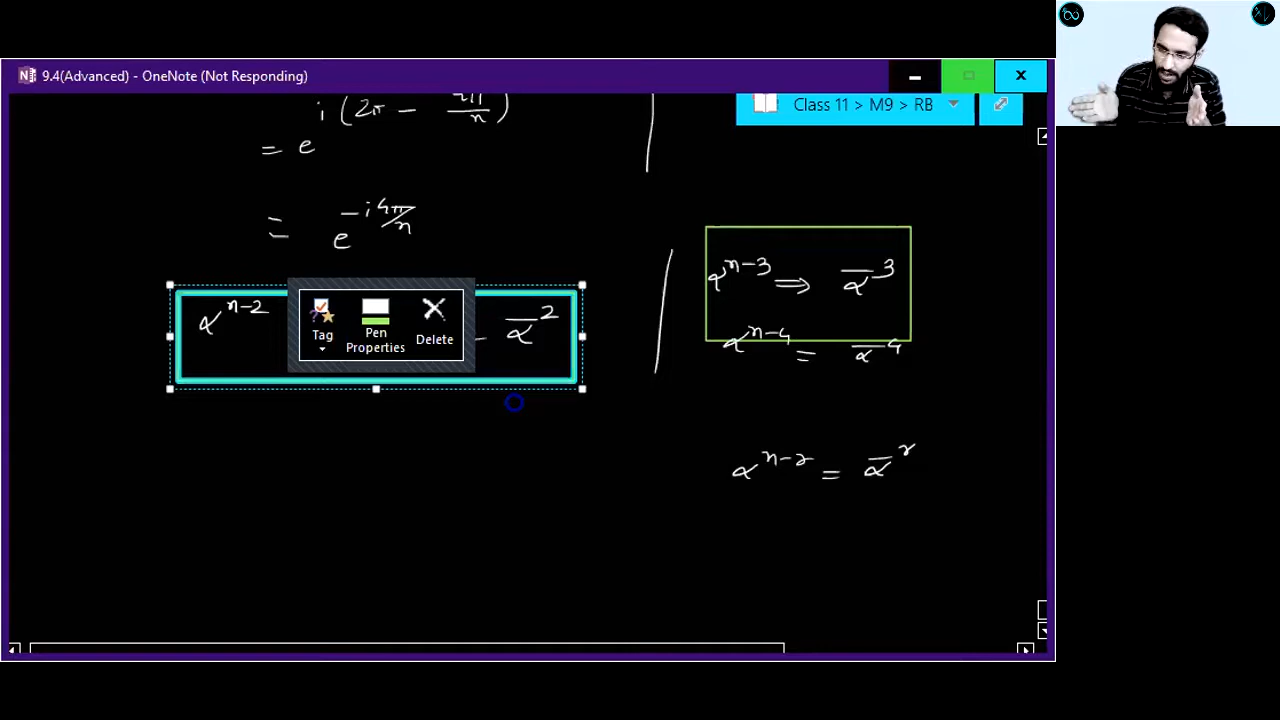 9.4(Advanced) - OneNote (Not Responding)
Class 11 > M9 > RB
= e^{i(2π - 4π/n)}
= e^{-i4π/n}
α^{n-2}
ᾱ^2
Tag
Pen Properties
Delete
α^{n-3} ⇒ ᾱ^3
α^{n-4} = ᾱ^4
α^{n-r} = ᾱ^r